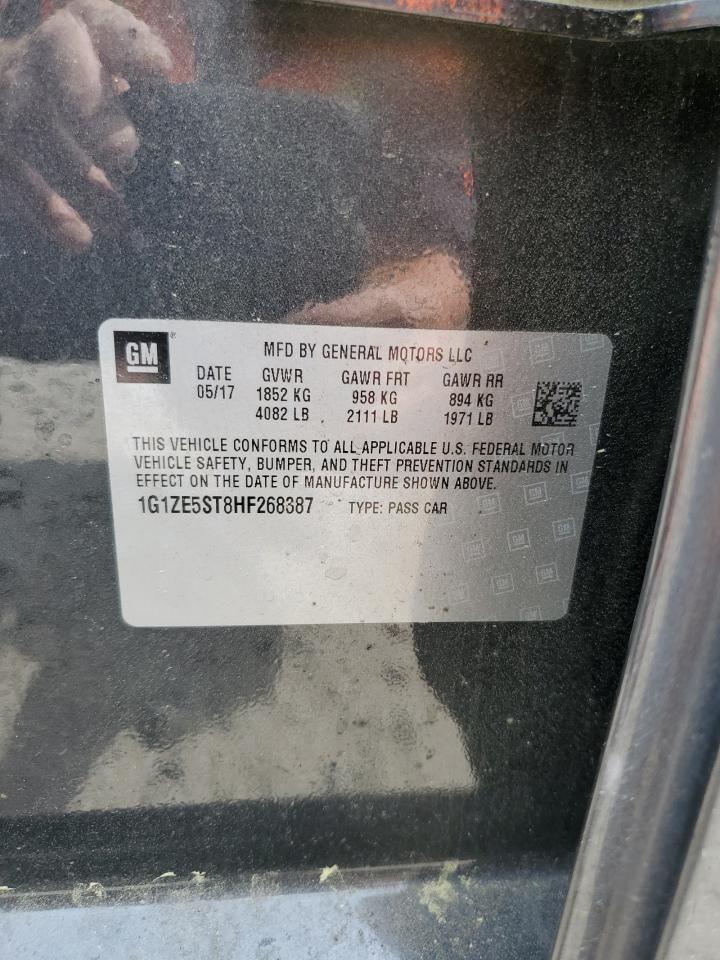 GM ® MFD BY GENERAL MOTORS LLC
DATE GVWR GAWR FRT GAWR RR
05/17 1852 KG 958 KG 894 KG
4082 LB 2111 LB 1971 LB
THIS VEHICLE CONFORMS TO ALL APPLICABLE U.S. FEDERAL MOTOR
VEHICLE SAFETY, BUMPER, AND THEFT PREVENTION STANDARDS IN
EFFECT ON THE DATE OF MANUFACTURE SHOWN ABOVE.
1G1ZE5ST8HF268387 TYPE: PASS CAR